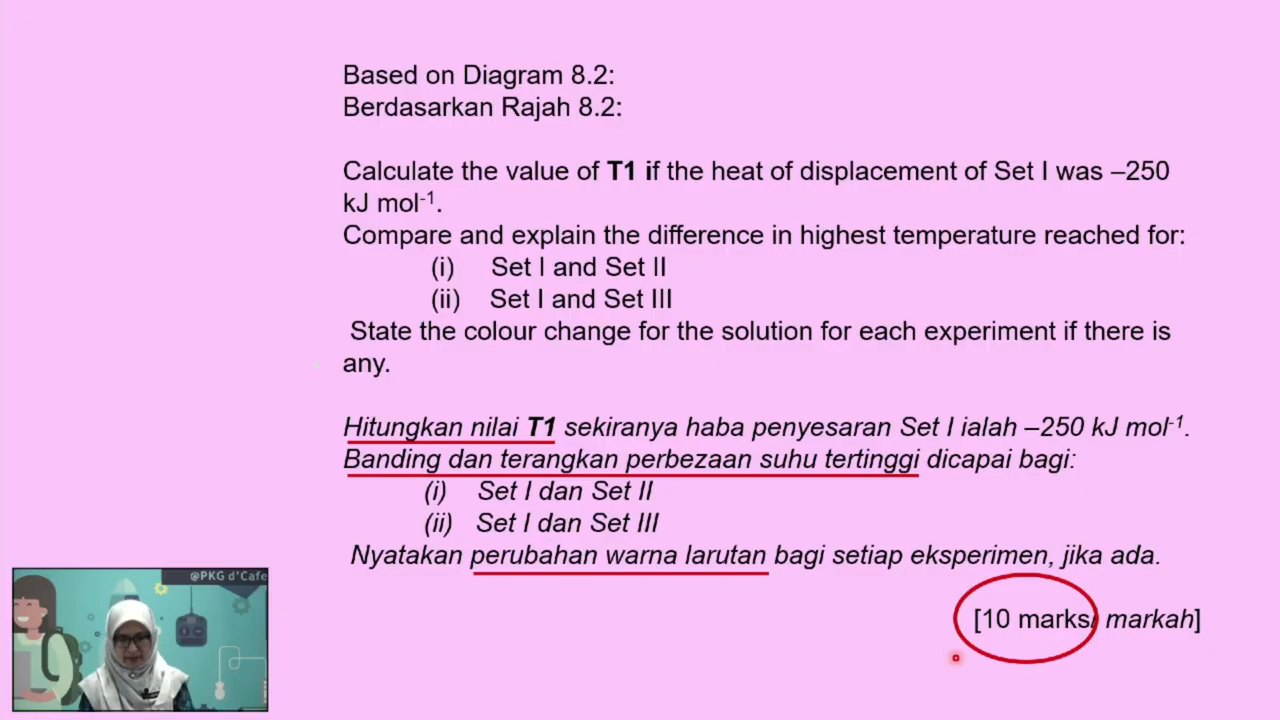 Based on Diagram 8.2:
Berdasarkan Rajah 8.2:
Calculate the value of T1 if the heat of displacement of Set I was –250
kJ mol-1.
Compare and explain the difference in highest temperature reached for:
(i) Set I and Set II
(ii) Set I and Set III
State the colour change for the solution for each experiment if there is
any.
Hitungkan nilai T1 sekiranya haba penyesaran Set I ialah –250 kJ mol-1.
Banding dan terangkan perbezaan suhu tertinggi dicapai bagi:
(i) Set I dan Set II
(ii) Set I dan Set III
Nyatakan perubahan warna larutan bagi setiap eksperimen, jika ada.
[10 marks/ markah]
@PKG d'Cafe